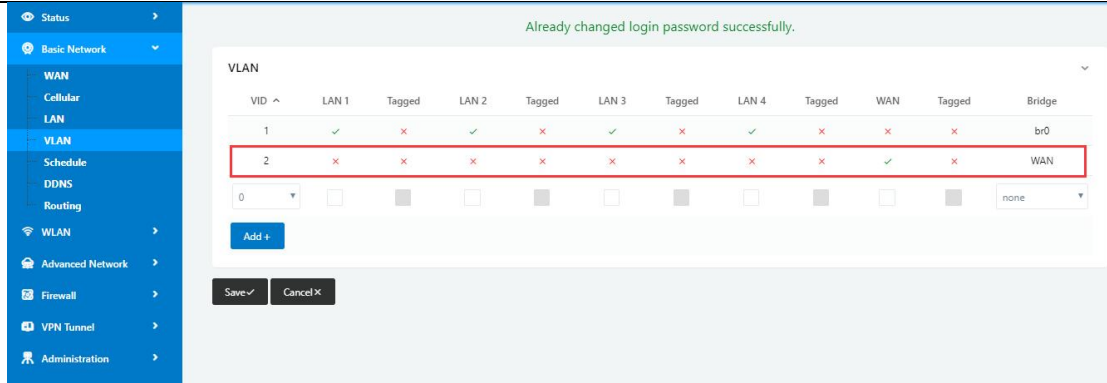 Status
Basic Network
WAN
Cellular
LAN
VLAN
Schedule
DDNS
Routing
WLAN
Advanced Network
Firewall
VPN Tunnel
Administration
Already changed login password successfully.
VLAN
VID LAN 1 Tagged LAN 2 Tagged LAN 3 Tagged LAN 4 Tagged WAN Tagged Bridge
1 ✓ × ✓ × ✓ × ✓ × × × br0
2 × × × × × × × × ✓ × WAN
0 none
Add +
Save✓ Cancel×